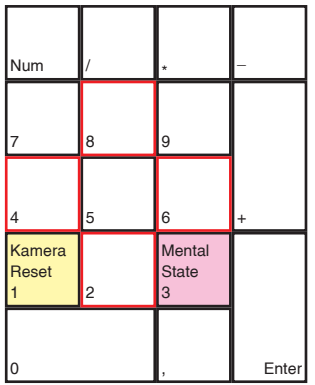 Num / * –
7 8 9
4 5 6 +
Kamera Reset 1
2
Mental State 3
0 , Enter